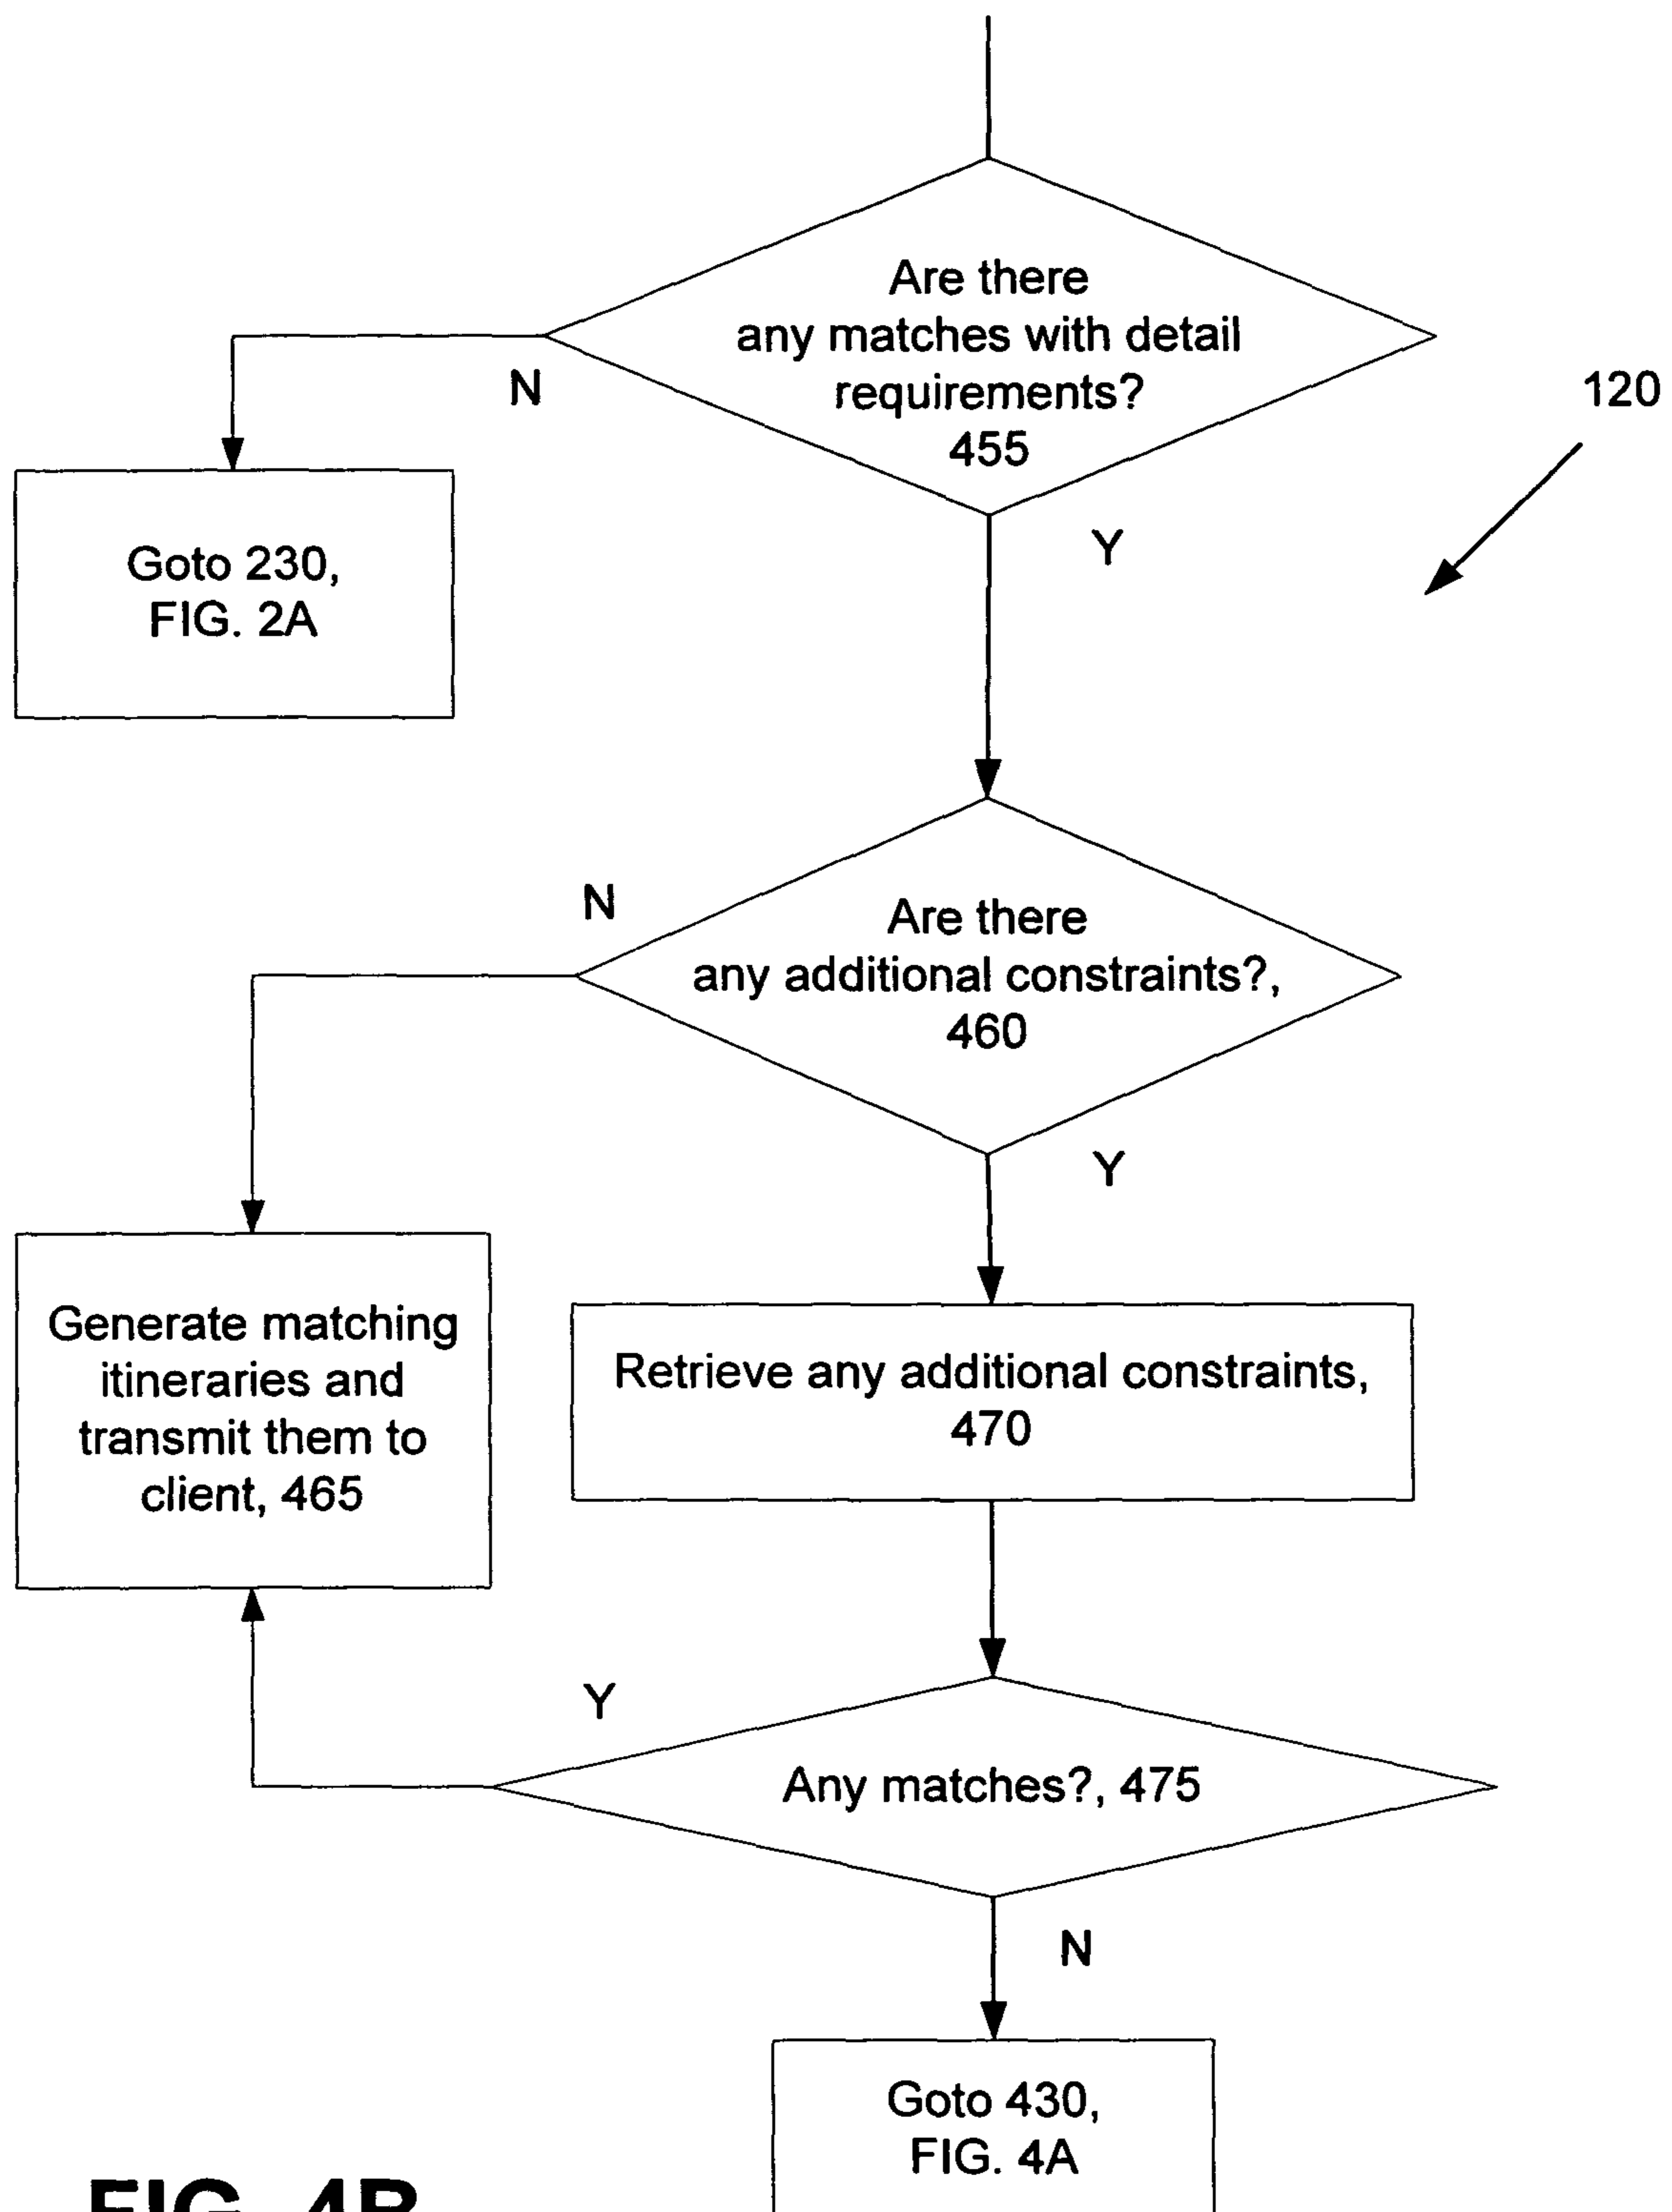 Are there
any matches with detail
requirements?
455
N
120
Y
Goto 230,
FIG. 2A
N
Are there
any additional constraints?,
460
Y
Generate matching
itineraries and
transmit them to
client, 465
Retrieve any additional constraints,
470
Y
Any matches?, 475
N
Goto 430,
FIG. 4A
FIG. 4B